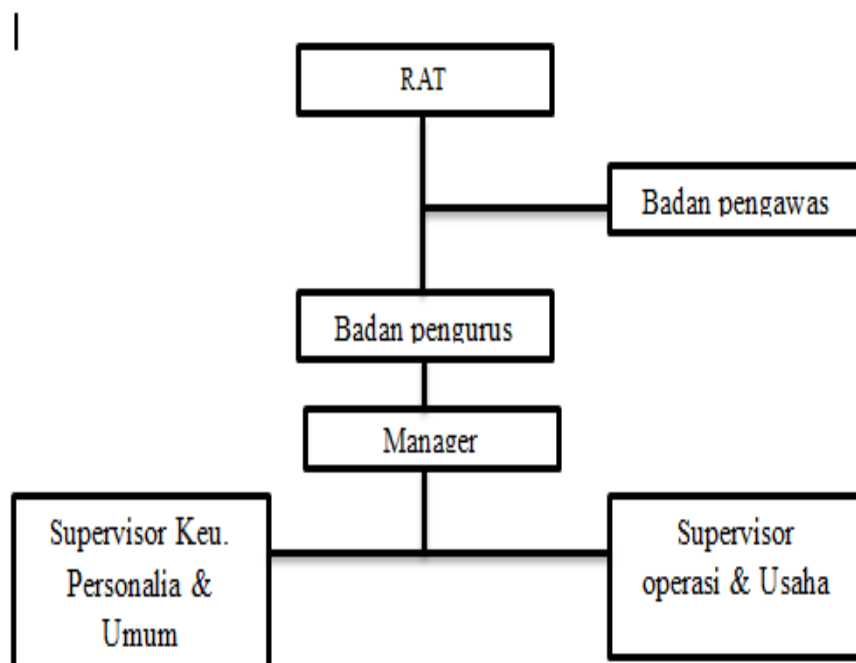 RAT
Badan pengawas
Badan pengurus
Manager
Supervisor Keu.
Personalia &
Umum
Supervisor
operasi & Usaha